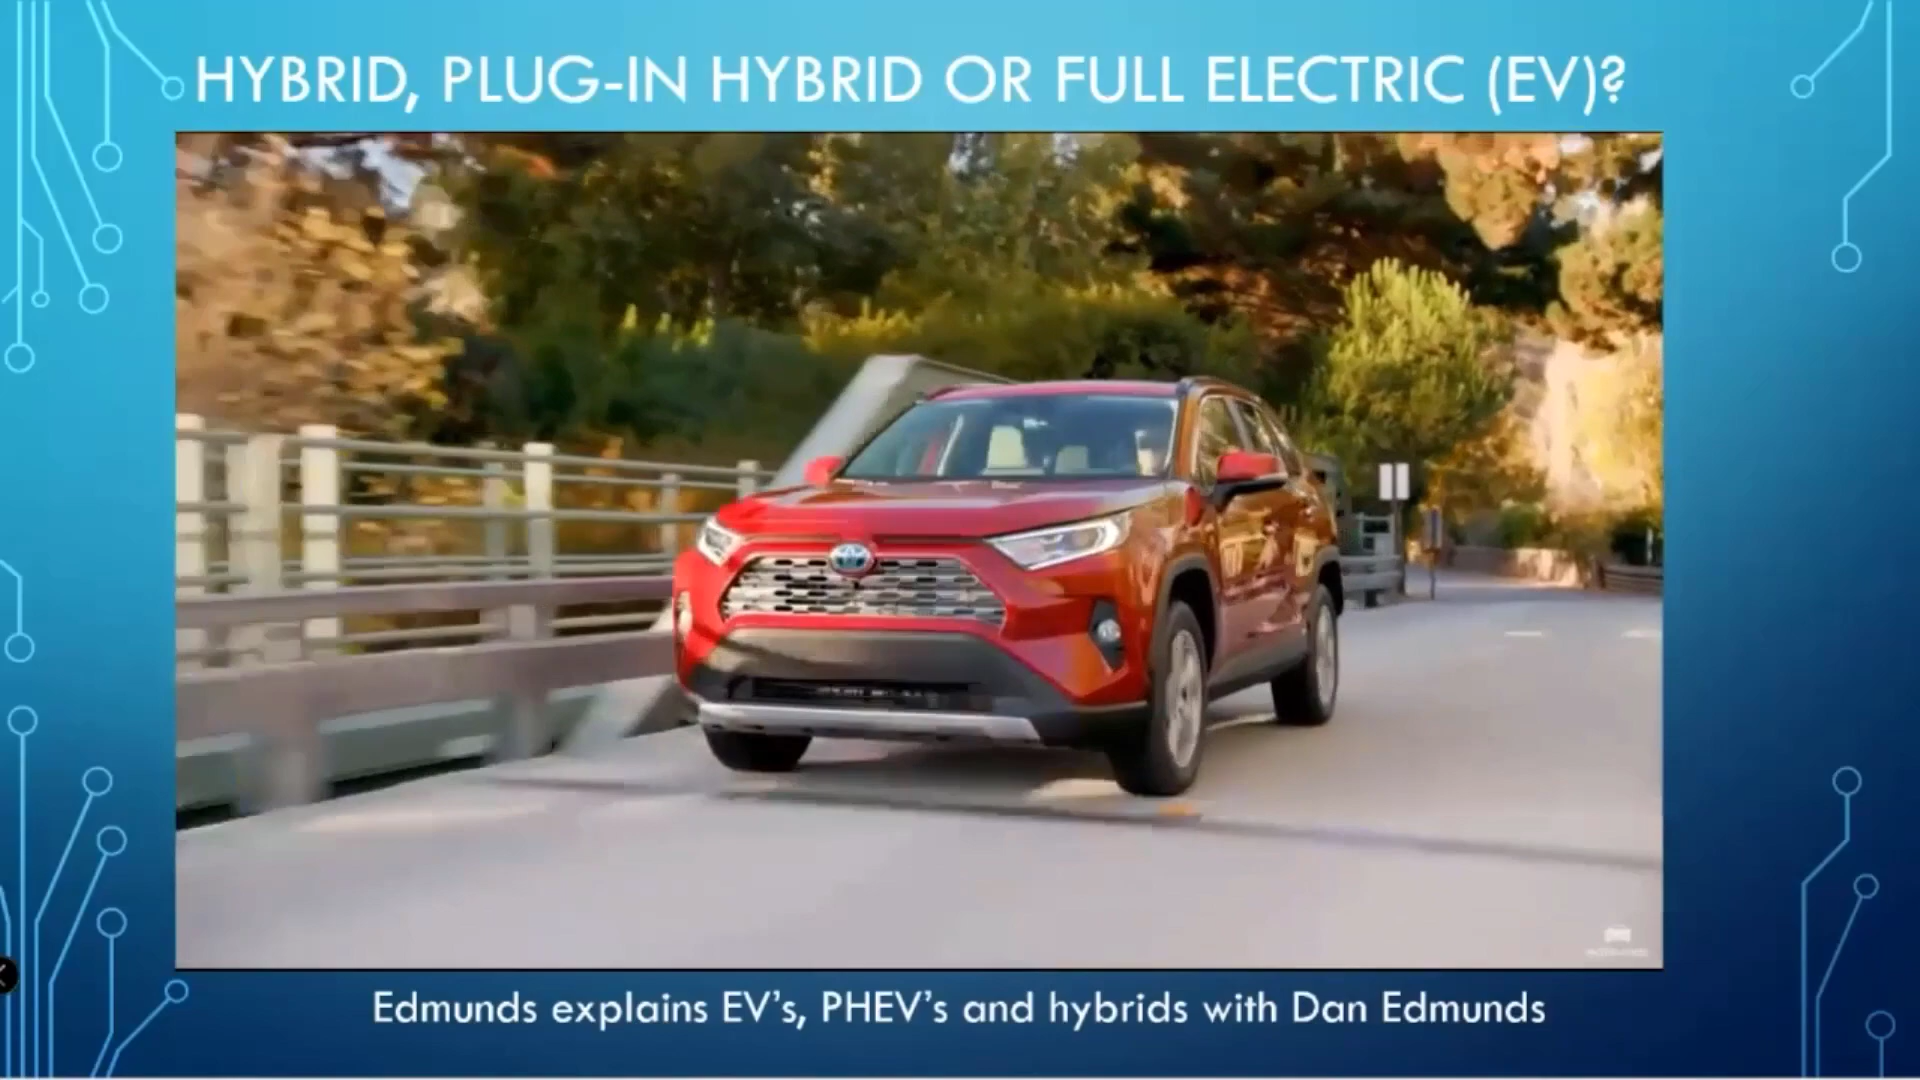 HYBRID, PLUG-IN HYBRID OR FULL ELECTRIC (EV)?
Edmunds explains EV's, PHEV's and hybrids with Dan Edmunds